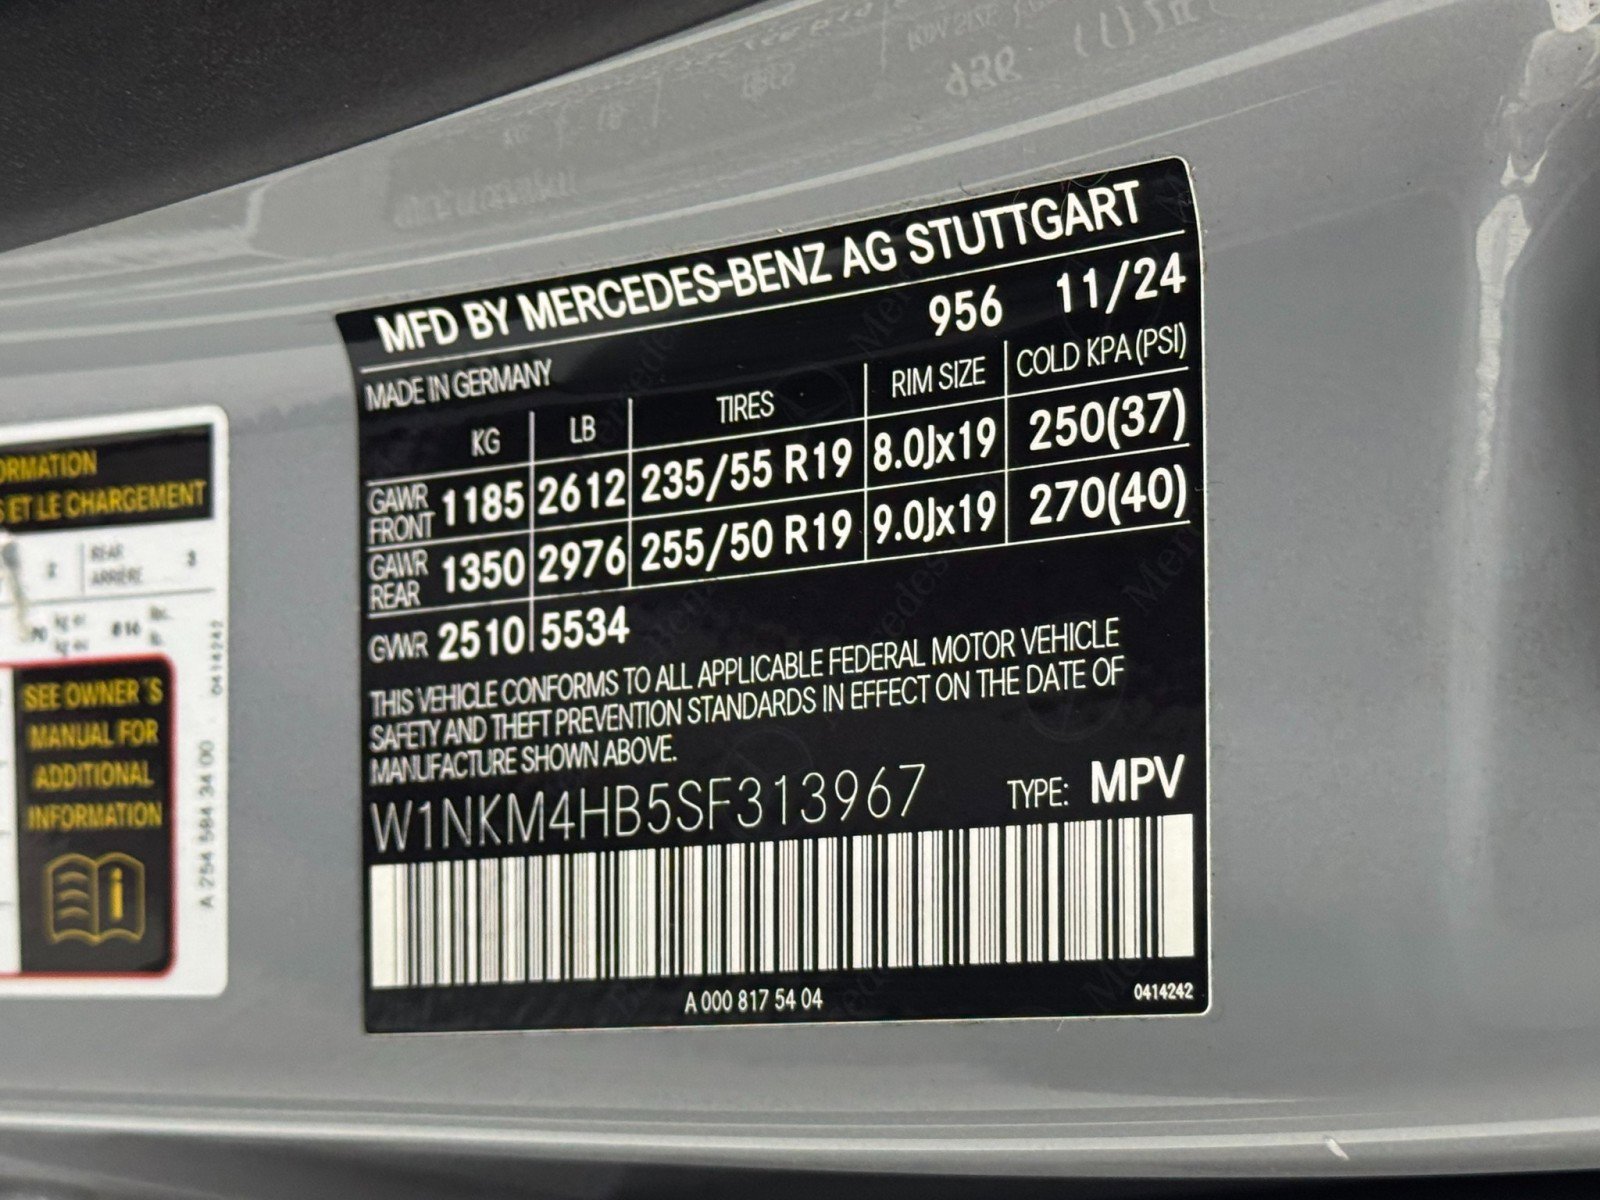 MFD BY MERCEDES-BENZ AG STUTTGART
MADE IN GERMANY 956 11/24
KG LB TIRES RIM SIZE COLD KPA (PSI)
GAWR FRONT 1185 2612 235/55 R19 8.0Jx19 250(37)
GAWR REAR 1350 2976 255/50 R19 9.0Jx19 270(40)
GVWR 2510 5534
THIS VEHICLE CONFORMS TO ALL APPLICABLE FEDERAL MOTOR VEHICLE
SAFETY AND THEFT PREVENTION STANDARDS IN EFFECT ON THE DATE OF
MANUFACTURE SHOWN ABOVE.
W1NKM4HB5SF313967 TYPE: MPV
A 000 817 54 04 0414242
ET LE CHARGEMENT
2 REAR 3
ARRIÈRE
SEE OWNER´S
MANUAL FOR
ADDITIONAL
INFORMATION
A 254 584 34 00 0414242